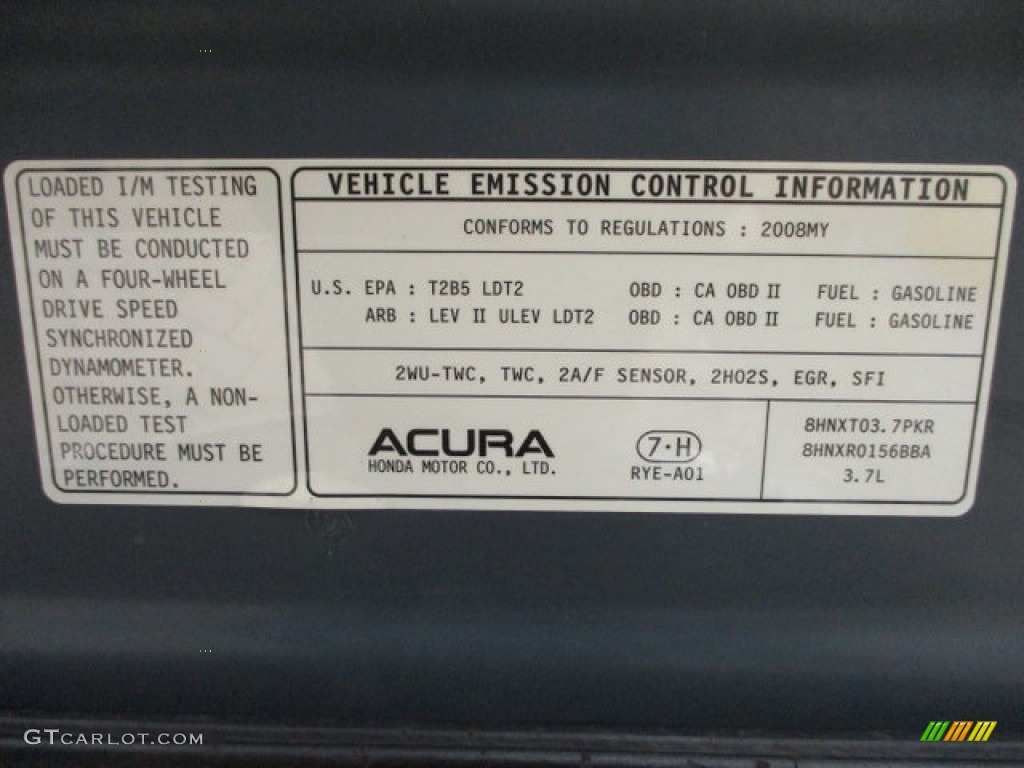 LOADED I/M TESTING
OF THIS VEHICLE
MUST BE CONDUCTED
ON A FOUR-WHEEL
DRIVE SPEED
SYNCHRONIZED
DYNAMOMETER.
OTHERWISE, A NON-
LOADED TEST
PROCEDURE MUST BE
PERFORMED.
VEHICLE EMISSION CONTROL INFORMATION
CONFORMS TO REGULATIONS : 2008MY
U.S. EPA : T2B5 LDT2 OBD : CA OBD II FUEL : GASOLINE
ARB : LEV II ULEV LDT2 OBD : CA OBD II FUEL : GASOLINE
2WU-TWC, TWC, 2A/F SENSOR, 2HO2S, EGR, SFI
ACURA
HONDA MOTOR CO., LTD.
7·H
RYE-A01
8HNXT03.7PKR
8HNXR0156BBA
3.7L
GTCARLOT.COM